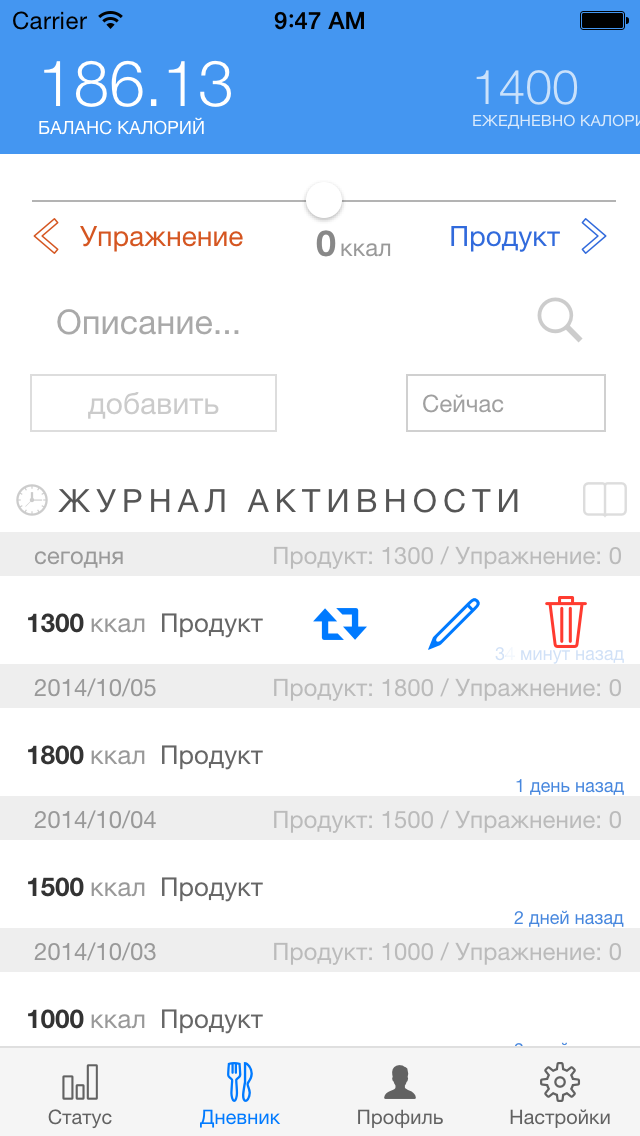 Carrier 9:47 AM
186.13 1400
БАЛАНС КАЛОРИЙ ЕЖЕДНЕВНО
Упражнение 0 ккал Продукт
Описание...
добавить Сейчас
ЖУРНАЛ АКТИВНОСТИ
сегодня Продукт: 1300 / Упражнение: 0
1300 ккал Продукт
34 минут назад
2014/10/05 Продукт: 1800 / Упражнение: 0
1800 ккал Продукт
1 день назад
2014/10/04 Продукт: 1500 / Упражнение: 0
1500 ккал Продукт
2 дней назад
2014/10/03 Продукт: 1000 / Упражнение: 0
1000 ккал Продукт
Статус Дневник Профиль Настройки